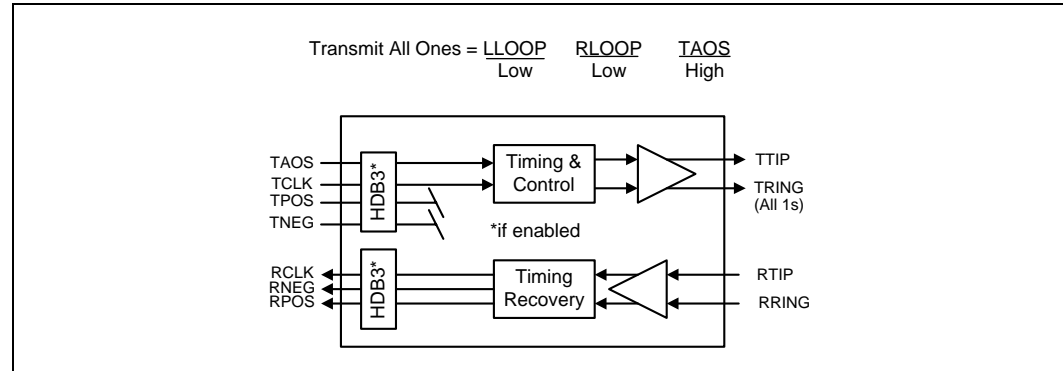 Transmit All Ones = LLOOP RLOOP TAOS
Low Low High
TAOS
TCLK
TPOS
TNEG
HDB3*
Timing &
Control
TTIP
TRING
(All 1s)
*if enabled
RCLK
RNEG
RPOS
HDB3*
Timing
Recovery
RTIP
RRING